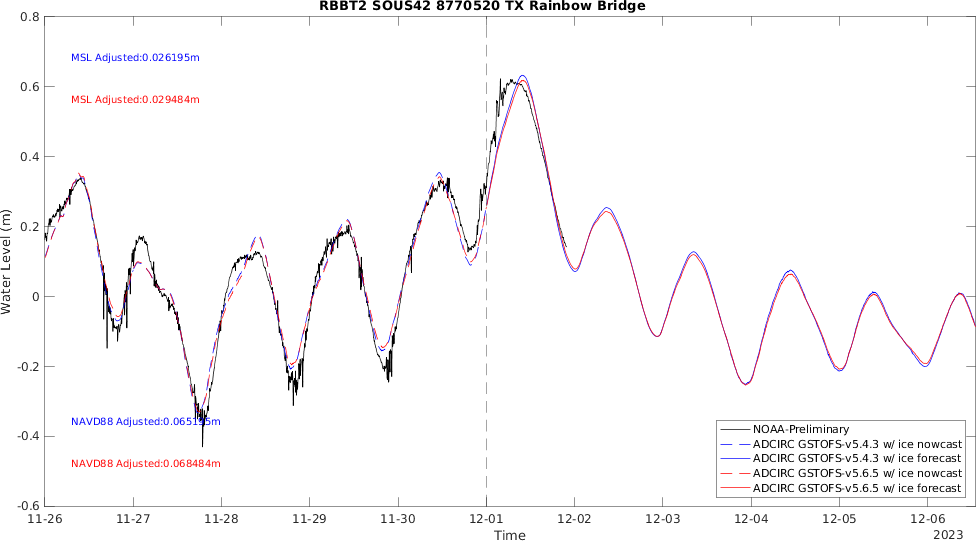 RBBT2 SOUS42 8770520 TX Rainbow Bridge
0.8
0.6
0.4
0.2
0
-0.2
-0.4
-0.6
Water Level (m)
MSL Adjusted:0.026195m
MSL Adjusted:0.029484m
NAVD88 Adjusted:0.065195m
NAVD88 Adjusted:0.068484m
NOAA-Preliminary
ADCIRC GSTOFS-v5.4.3 w/ ice nowcast
ADCIRC GSTOFS-v5.4.3 w/ ice forecast
ADCIRC GSTOFS-v5.6.5 w/ ice nowcast
ADCIRC GSTOFS-v5.6.5 w/ ice forecast
11-26 11-27 11-28 11-29 11-30 12-01 12-02 12-03 12-04 12-05 12-06
Time
2023